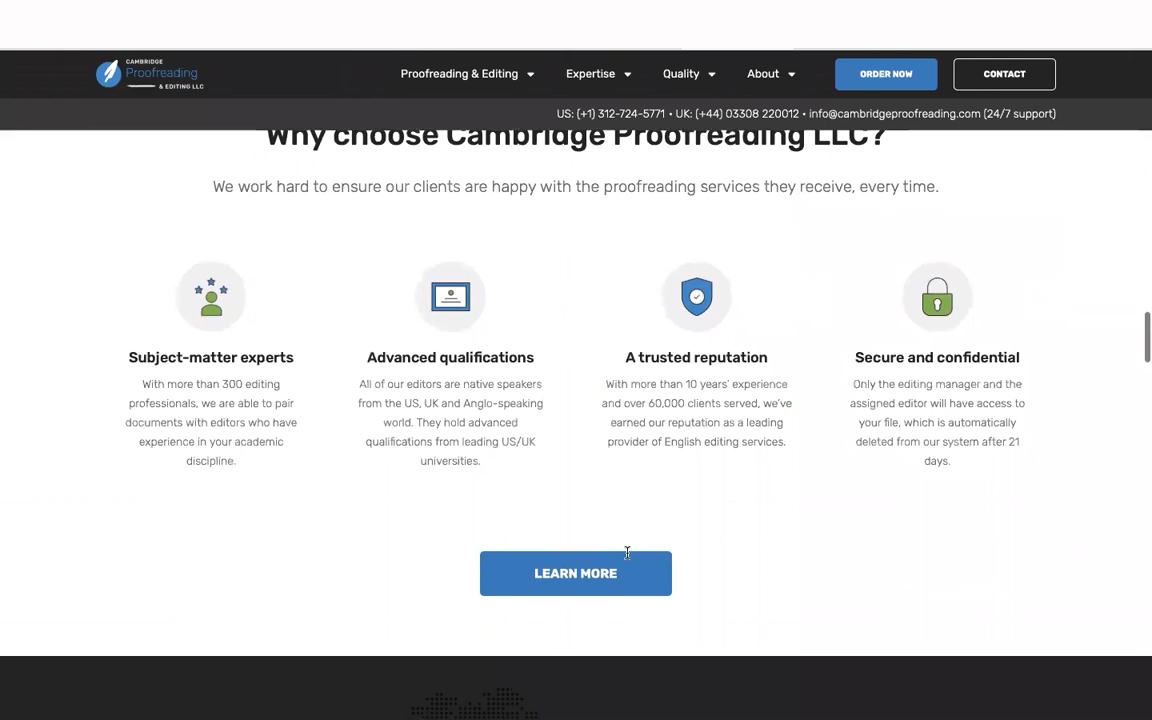 CAMBRIDGE
Proofreading
& EDITING LLC
Proofreading & Editing
Expertise
Quality
About
ORDER NOW
CONTACT
US: (+1) 312-724-5771 • UK: (+44) 03308 220012 • info@cambridgeproofreading.com (24/7 support)
Why choose Cambridge Proofreading LLC?
We work hard to ensure our clients are happy with the proofreading services they receive, every time.
Subject-matter experts
With more than 300 editing
professionals, we are able to pair
documents with editors who have
experience in your academic
discipline.
Advanced qualifications
All of our editors are native speakers
from the US, UK and Anglo-speaking
world. They hold advanced
qualifications from leading US/UK
universities.
A trusted reputation
With more than 10 years’ experience
and over 60,000 clients served, we’ve
earned our reputation as a leading
provider of English editing services.
Secure and confidential
Only the editing manager and the
assigned editor will have access to
your file, which is automatically
deleted from our system after 21
days.
LEARN MORE